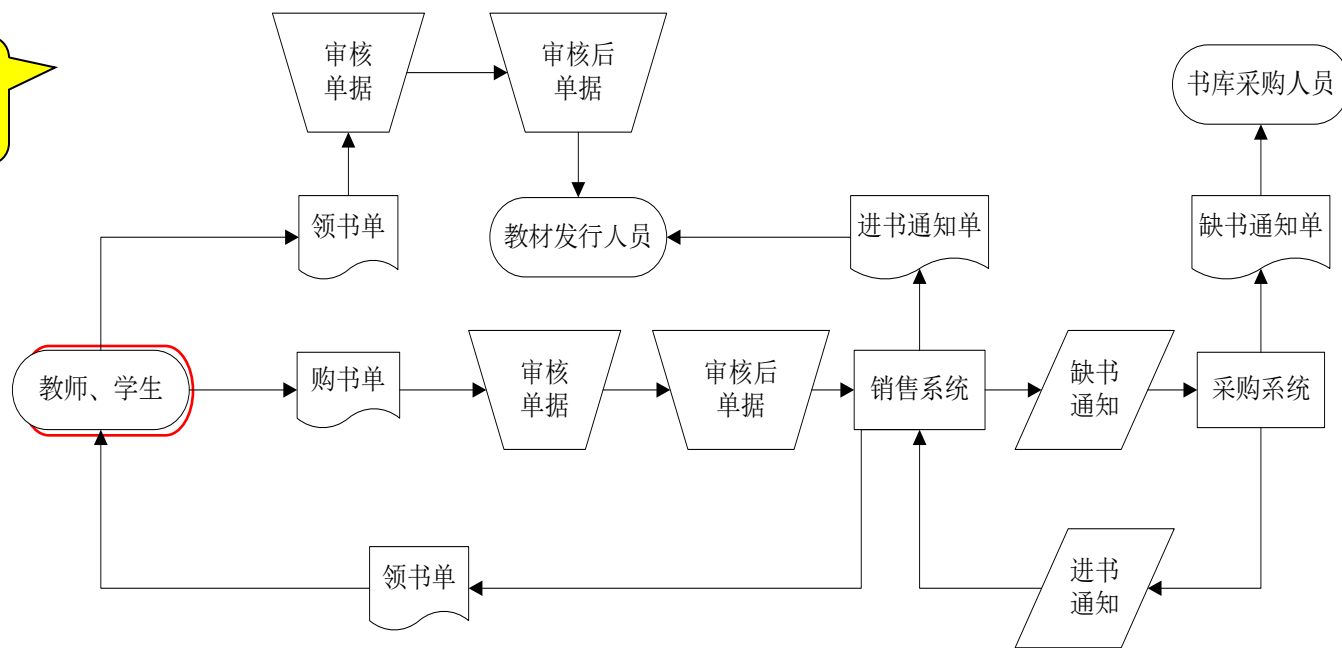 审核
单据
审核后
单据
书库采购人员
领书单
教材发行人员
进书通知单
缺书通知单
教师、学生
购书单
审核
单据
审核后
单据
销售系统
缺书
通知
采购系统
领书单
进书
通知